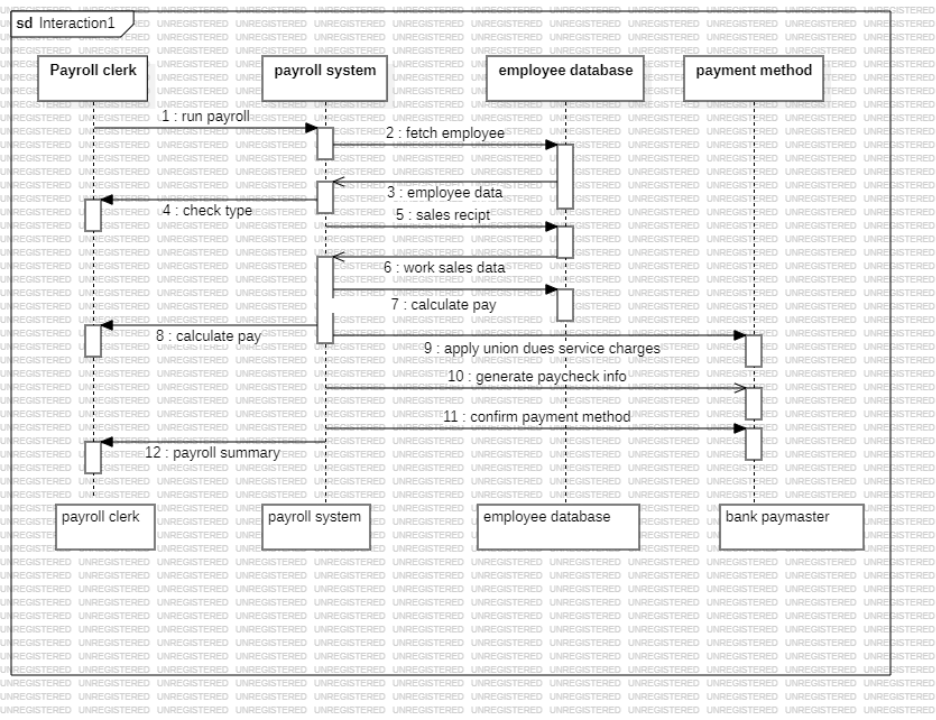 sd Interaction1
Payroll clerk
payroll system
employee database
payment method
1 : run payroll
2 : fetch employee
3 : employee data
4 : check type
5 : sales recipt
6 : work sales data
7 : calculate pay
8 : calculate pay
9 : apply union dues service charges
10 : generate paycheck info
11 : confirm payment method
12 : payroll summary
payroll clerk
payroll system
employee database
bank paymaster
UNREGISTERED